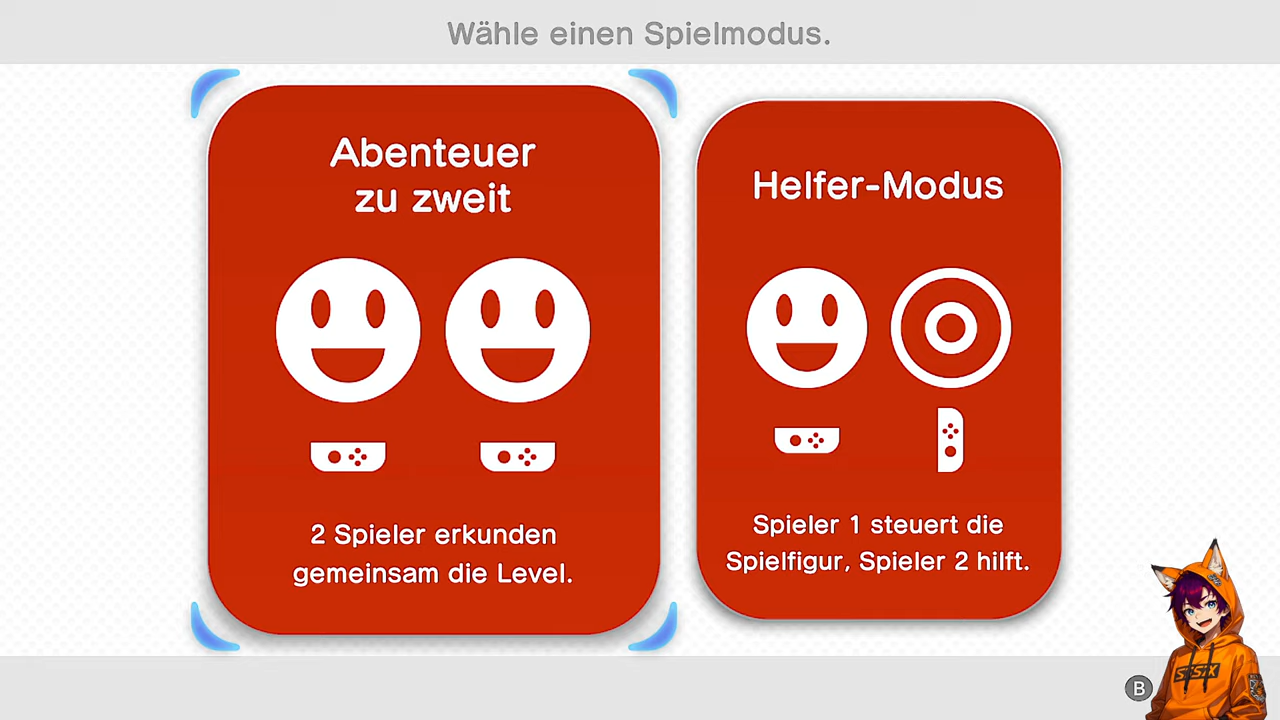 Wähle einen Spielmodus.
Abenteuer
zu zweit
2 Spieler erkunden
gemeinsam die Level.
Helfer-Modus
Spieler 1 steuert die
Spielfigur, Spieler 2 hilft.
B